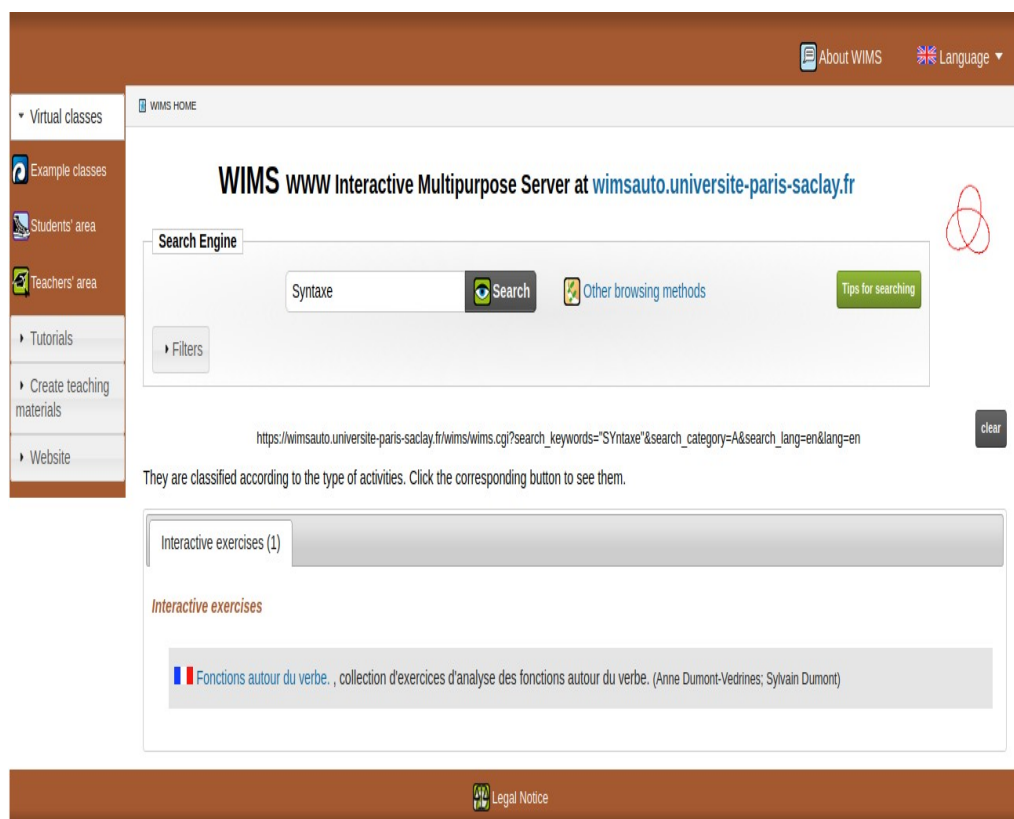 About WIMS
Language
Virtual classes
WIMS HOME
Example classes
Students' area
Teachers' area
Tutorials
Create teaching
materials
Website
WIMS WWW Interactive Multipurpose Server at wimsauto.universite-paris-saclay.fr
Search Engine
Syntaxe
Search
Other browsing methods
Tips for searching
Filters
https://wimsauto.universite-paris-saclay.fr/wims/wims.cgi?search_keywords="SYntaxe"&search_category=A&search_lang=en&lang=en
clear
They are classified according to the type of activities. Click the corresponding button to see them.
Interactive exercises (1)
Interactive exercises
Fonctions autour du verbe. , collection d'exercices d'analyse des fonctions autour du verbe. (Anne Dumont-Vedrines; Sylvain Dumont)
Legal Notice